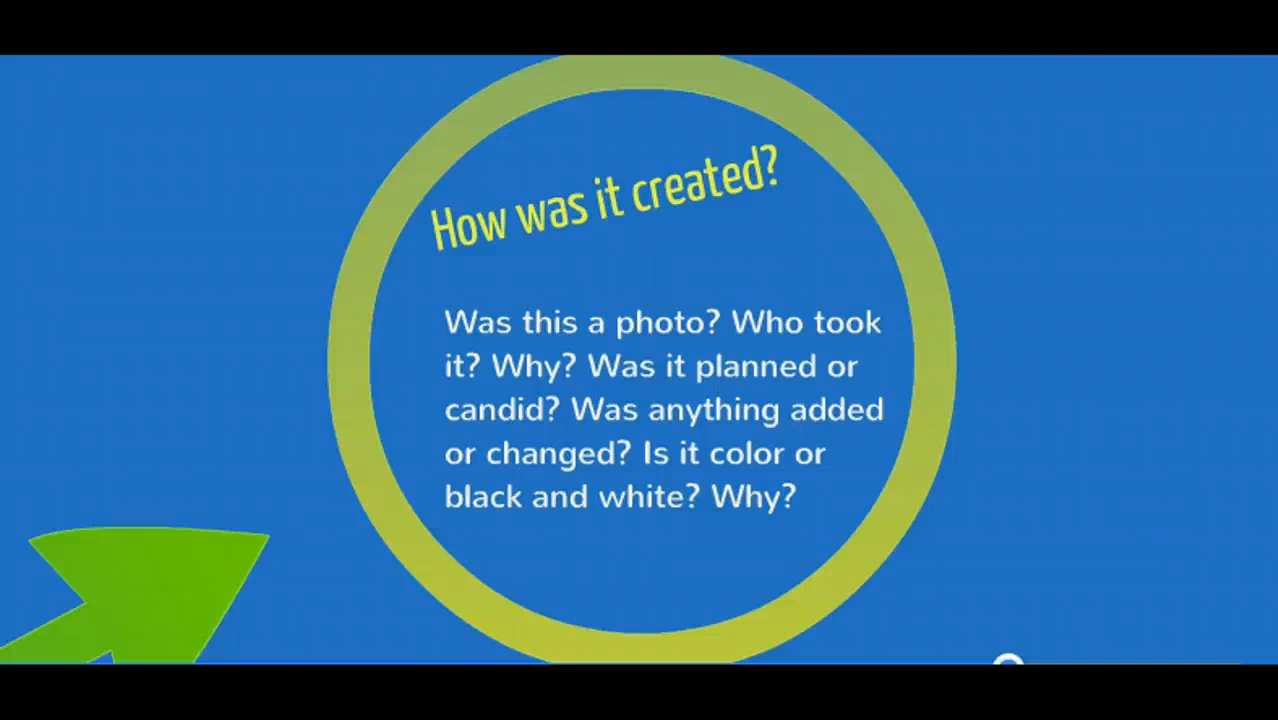 How was it created?
Was this a photo? Who took
it? Why? Was it planned or
candid? Was anything added
or changed? Is it color or
black and white? Why?